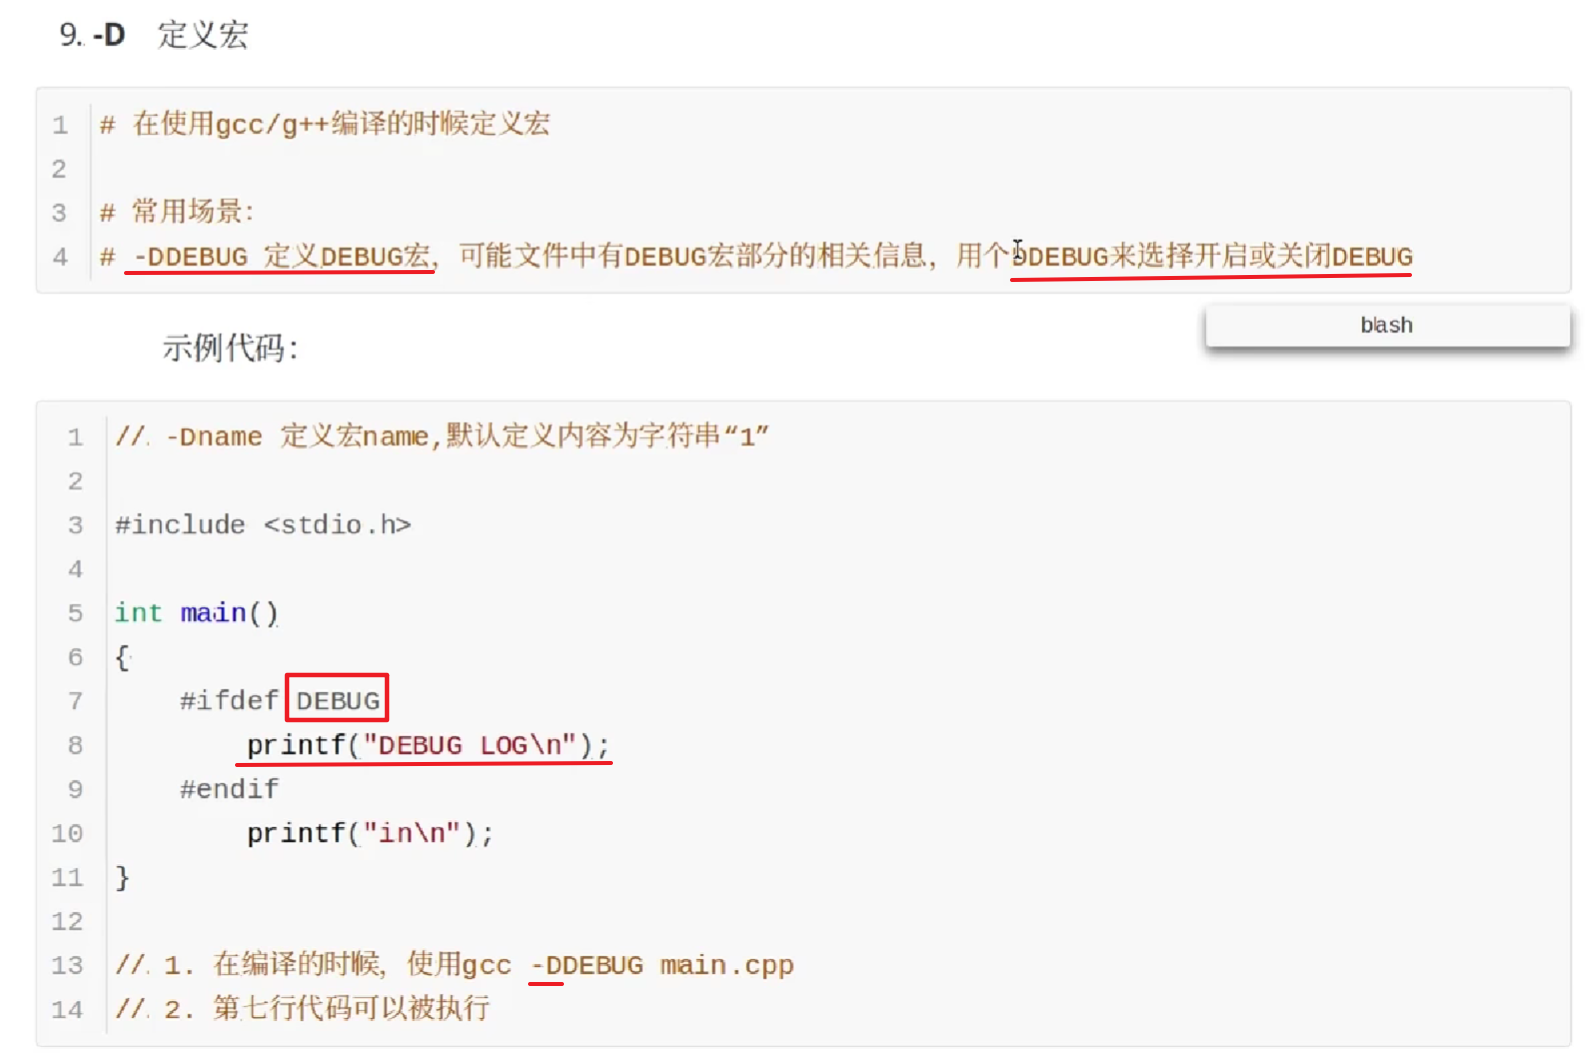 9. -D 定义宏
1 # 在使用gcc/g++编译的时候定义宏
2
3 # 常用场景：
4 # -DDEBUG 定义DEBUG宏，可能文件中有DEBUG宏部分的相关信息，用个DDEBUG来选择开启或关闭DEBUG
blash
示例代码：
1 // -Dname 定义宏name,默认定义内容为字符串“1”
2
3 #include <stdio.h>
4
5 int main()
6 {
7 #ifdef DEBUG
8 printf("DEBUG LOG\n");
9 #endif
10 printf("in\n");
11 }
12
13 // 1. 在编译的时候，使用gcc -DDEBUG main.cpp
14 // 2. 第七行代码可以被执行